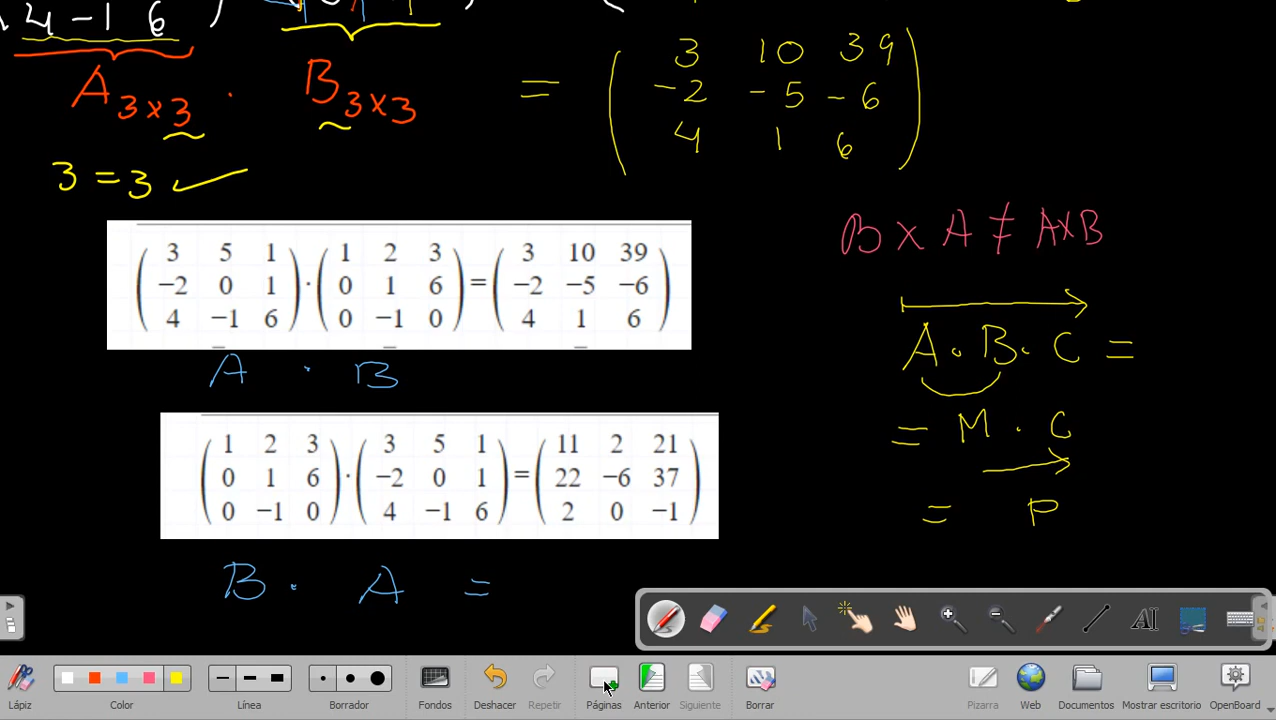 4 -1 6 )
A 3x3 . B 3x3
3 = 3 ✓
= ( 3 10 39
-2 -5 -6
4 1 6 )
( 3 5 1
-2 0 1
4 -1 6 ) · ( 1 2 3
0 1 6
0 -1 0 ) = ( 3 10 39
-2 -5 -6
4 1 6 )
A · B
( 1 2 3
0 1 6
0 -1 0 ) · ( 3 5 1
-2 0 1
4 -1 6 ) = ( 11 2 21
22 -6 37
2 0 -1 )
B · A =
B x A ≠ A x B
A . B . C =
= M . C
= P
Lápiz
Color
Línea
Borrador
Fondos
Deshacer
Repetir
Páginas
Anterior
Siguiente
Borrar
AI
Pizarra
Web
Documentos
Mostrar escritorio
OpenBoard